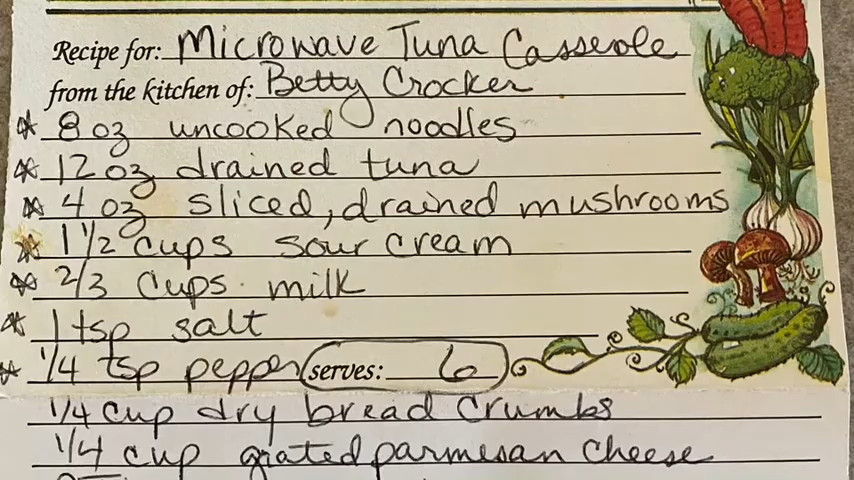 Recipe for: Microwave Tuna Casserole
from the kitchen of: Betty Crocker
* 8 oz uncooked noodles
* 12 oz drained tuna
* 4 oz sliced, drained mushrooms
* 1 1/2 cups sour cream
* 2/3 cups milk
* 1 tsp salt
* 1/4 tsp pepper serves: 6
1/4 cup dry bread crumbs
1/4 cup grated parmesan cheese